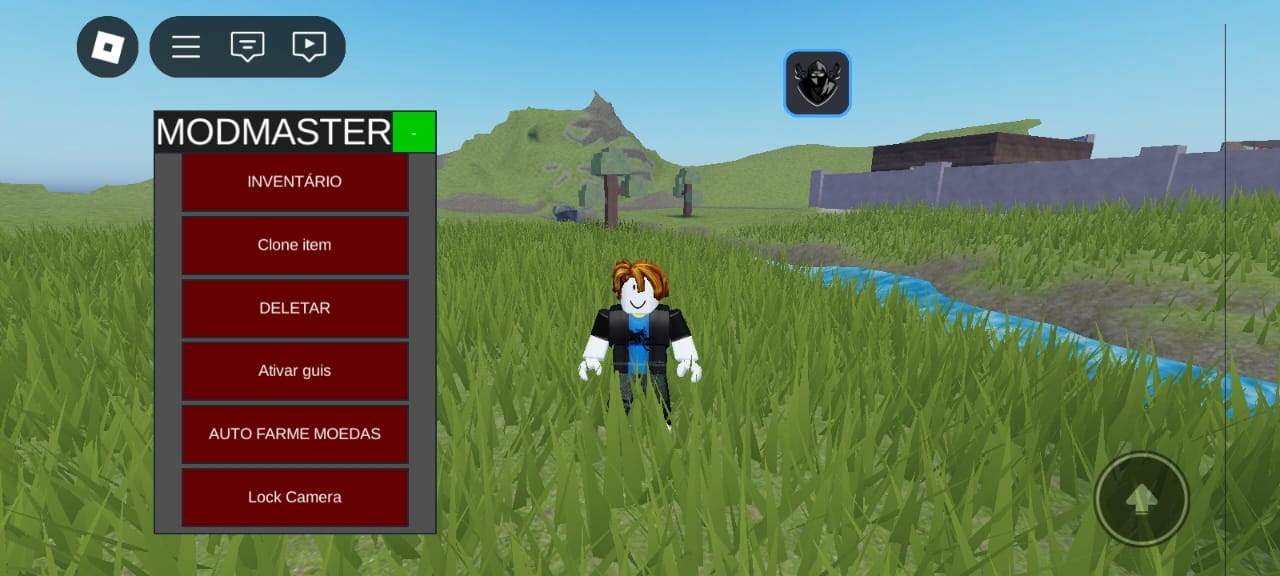 MODMASTER
-
INVENTÁRIO
Clone item
DELETAR
Ativar guis
AUTO FARME MOEDAS
Lock Camera